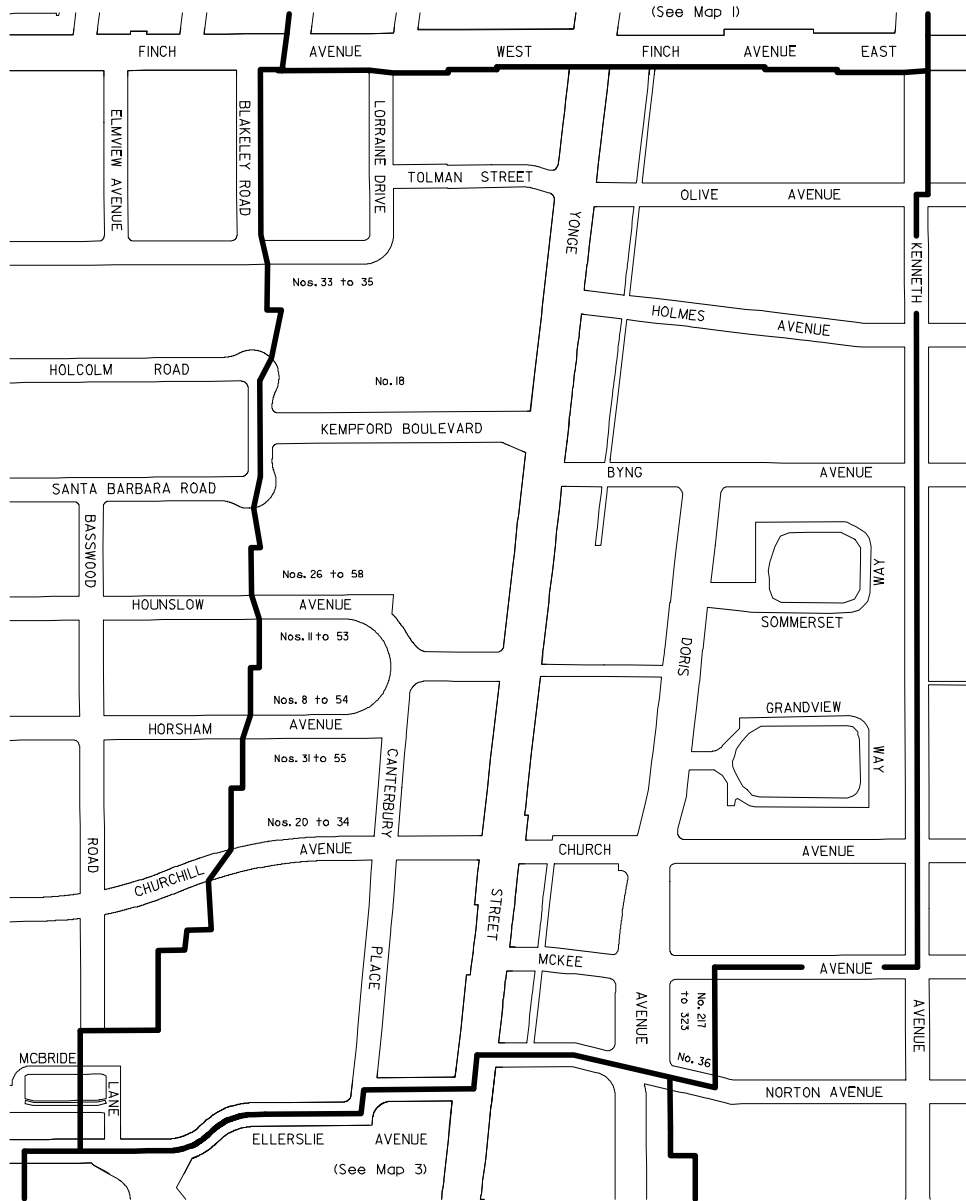 (See Map 1)
FINCH AVENUE WEST FINCH AVENUE EAST
ELMVIEW AVENUE
BLAKELEY ROAD
LORRAINE DRIVE
TOLMAN STREET
OLIVE AVENUE
YONGE
KENNETH
Nos. 33 to 35
HOLMES AVENUE
HOLCOLM ROAD
No. 18
KEMPFORD BOULEVARD
BYNG AVENUE
SANTA BARBARA ROAD
BASSWOOD
Nos. 26 to 58
WAY
HOUNSLOW AVENUE
SOMMERSET
Nos. 11 to 53
DORIS
Nos. 8 to 54
GRANDVIEW
HORSHAM AVENUE
WAY
Nos. 31 to 55
CANTERBURY
Nos. 20 to 34
ROAD
AVENUE
CHURCH AVENUE
CHURCHILL
STREET
PLACE
MCKEE AVENUE
No. 217
to 323
AVENUE
AVENUE
No. 36
MCBRIDE
LANE
NORTON AVENUE
ELLERSLIE AVENUE
(See Map 3)